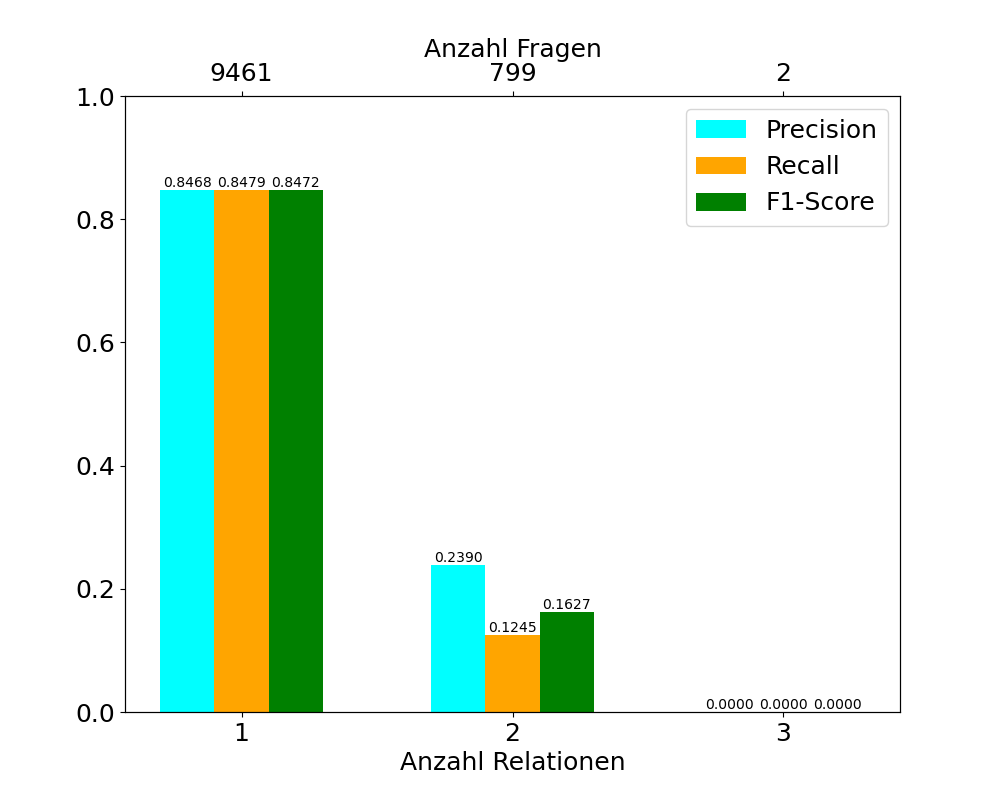 Anzahl Fragen
9461 799 2
1.0
Precision
Recall
F1-Score
0.8468 0.8479 0.8472
0.8
0.6
0.4
0.2390
0.2
0.1627
0.1245
0.0000 0.0000 0.0000
0.0
1 2 3
Anzahl Relationen